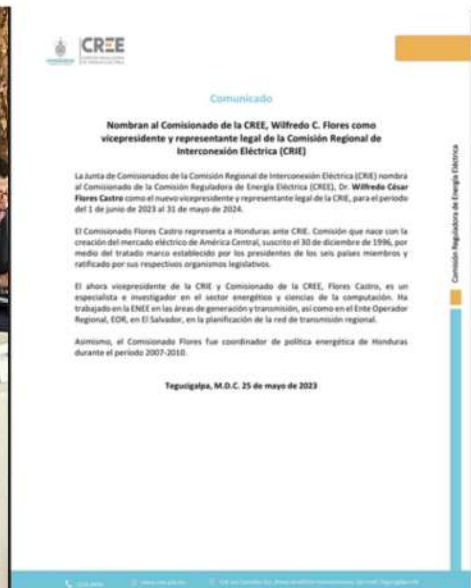 CREE
Comunicado
Nombran al Comisionado de la CREE, Wilfredo C. Flores como
vicepresidente y representante legal de la Comisión Regional de
Interconexión Eléctrica (CRIE)
La Junta de Comisionados de la Comisión Regional de Interconexión Eléctrica (CRIE) nombra
al Comisionado de la Comisión Reguladora de Energía Eléctrica (CREE), Dr. Wilfredo César
Flores Castro como el nuevo vicepresidente y representante legal de la CRIE, para el periodo
del 1 de junio de 2023 al 31 de mayo de 2024.
El Comisionado Flores Castro representa a Honduras ante CRIE. Comisión que nace con la
creación del mercado eléctrico de América Central, suscrito el 30 de diciembre de 1996, por
medio del tratado marco establecido por los presidentes de los seis países miembros y
ratificado por sus respectivos organismos legislativos.
El ahora vicepresidente de la CRIE y Comisionado de la CREE, Flores Castro, es un
especialista e investigador en el sector energético y ciencias de la computación. Ha
trabajado en la ENEE en las áreas de generación y transmisión, así como en el Ente Operador
Regional, EOR, en El Salvador, en la planificación de la red de transmisión regional.
Asimismo, el Comisionado Flores fue coordinador de política energética de Honduras
durante el periodo 2007-2010.
Tegucigalpa, M.D.C. 25 de mayo de 2023
Comisión Reguladora de Energía Eléctrica